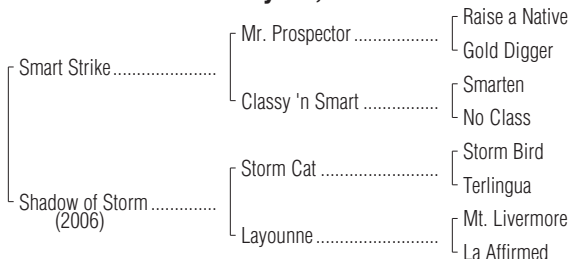 Raise a Native
Mr. Prospector..................
Gold Digger
Smart Strike......................
Smarten
Classy 'n Smart ................
No Class
Storm Bird
Storm Cat .........................
Terlingua
Shadow of Storm..............
(2006)
Mt. Livermore
Layounne..........................
La Affirmed